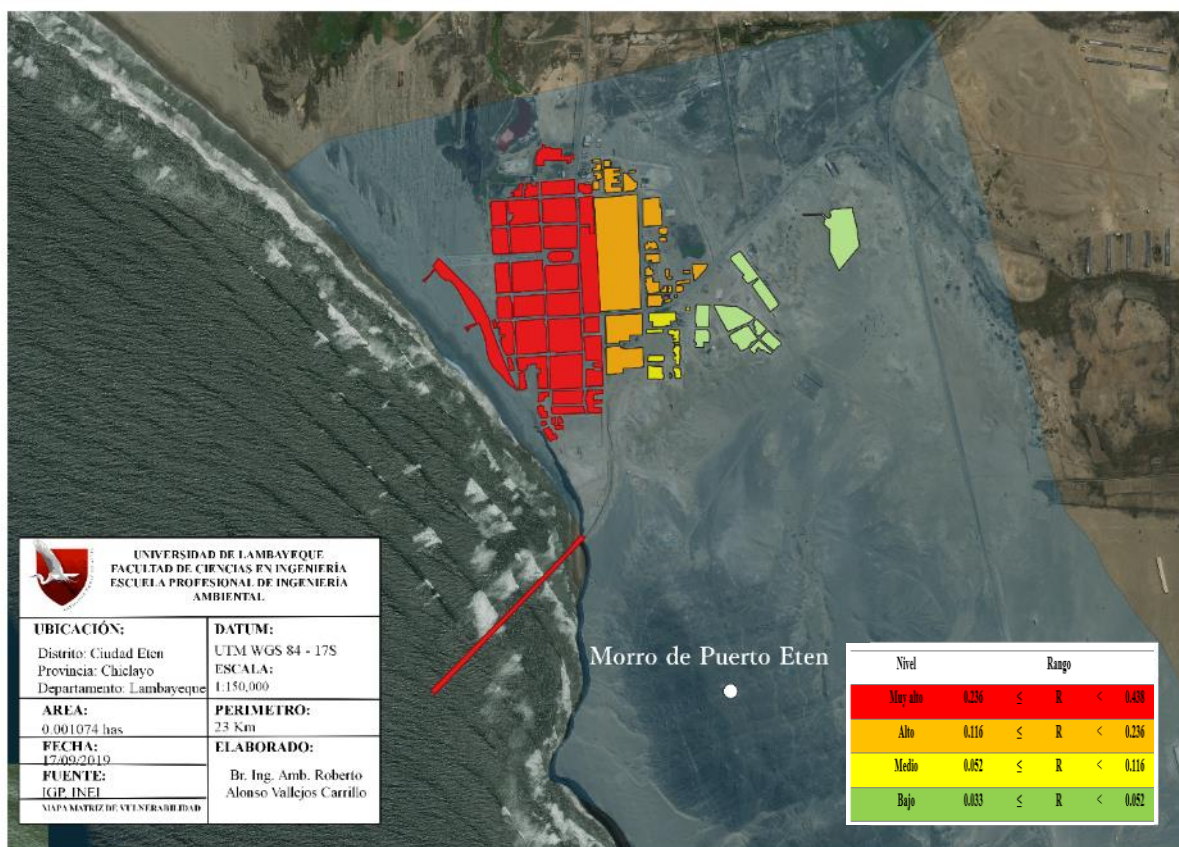 Morro de Puerto Eten
UNIVERSIDAD DE LAMBAYEQUE
FACULTAD DE CIENCIAS EN INGENIERÍA
ESCUELA PROFESIONAL DE INGENIERÍA
AMBIENTAL
UBICACIÓN:
Distrito: Ciudad Eten
Provincia: Chiclayo
Departamento: Lambayeque
DATUM:
UTM WGS 84 - 17S
ESCALA:
1:150,000
AREA:
0.001074 has
PERIMETRO:
23 Km
FECHA:
17/09/2019
FUENTE:
IGP, INEI
MAPA MATRIZ DE VULNERABILIDAD
ELABORADO:
Br. Ing. Amb. Roberto
Alonso Vallejos Carrillo
Nivel Rango
Muy alto 0.236 ≤ R < 0.438
Alto 0.116 ≤ R < 0.236
Medio 0.052 ≤ R < 0.116
Bajo 0.033 ≤ R < 0.052